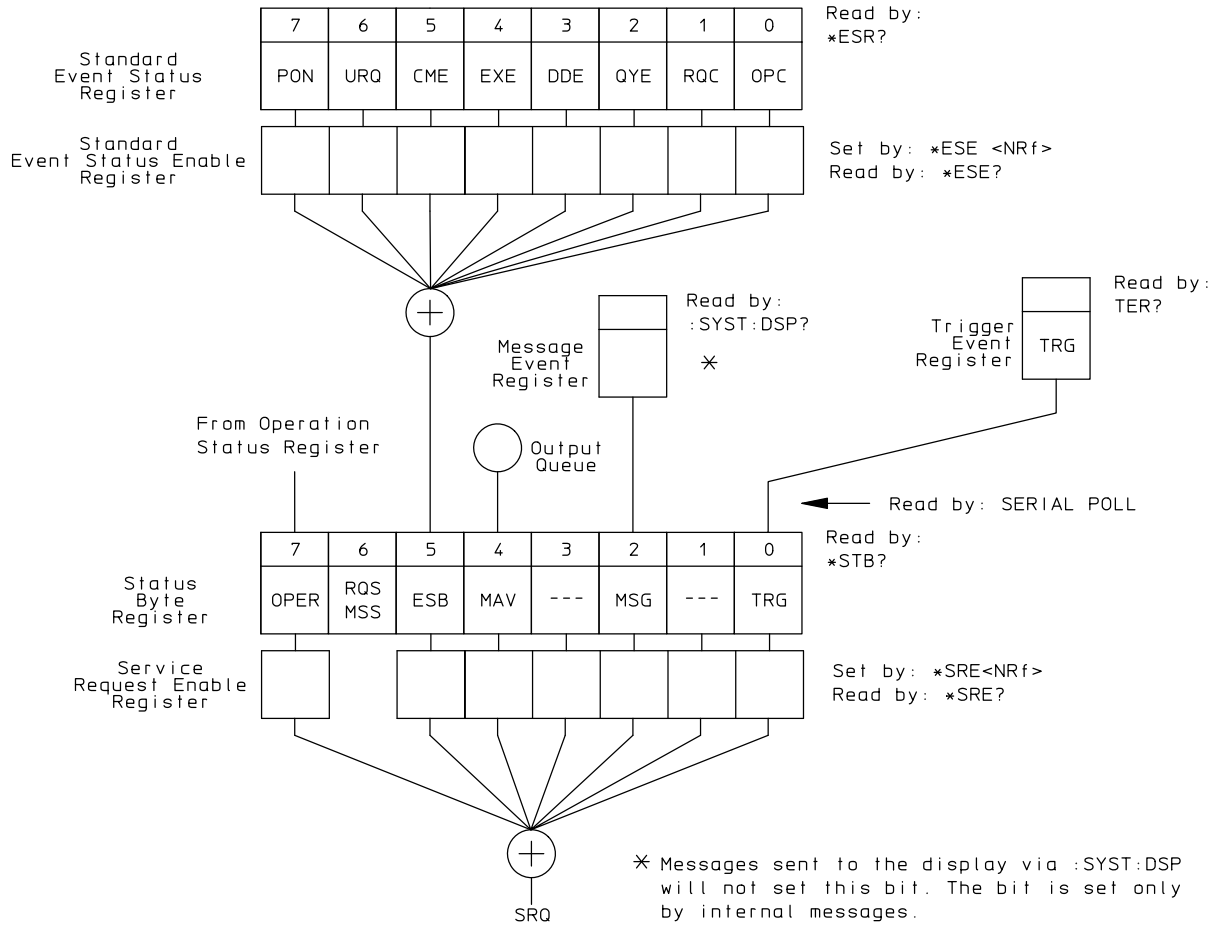 7 6 5 4 3 2 1 0
Read by:
*ESR?
Standard
Event Status
Register
PON URQ CME EXE DDE QYE RQC OPC
Standard
Event Status Enable
Register
Set by: *ESE <NRf>
Read by: *ESE?
Read by:
:SYST:DSP?
Message
Event
Register
*
Read by:
TER?
Trigger
Event
Register
TRG
From Operation
Status Register
Output
Queue
Read by: SERIAL POLL
7 6 5 4 3 2 1 0
Read by:
*STB?
Status
Byte
Register
OPER RQS MSS ESB MAV --- MSG --- TRG
Service
Request Enable
Register
Set by: *SRE<NRf>
Read by: *SRE?
SRQ
* Messages sent to the display via :SYST:DSP
will not set this bit. The bit is set only
by internal messages.